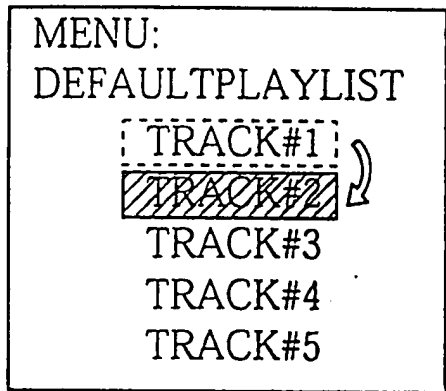 MENU:
DEFAULTPLAYLIST
TRACK#1
TRACK#2
TRACK#3
TRACK#4
TRACK#5